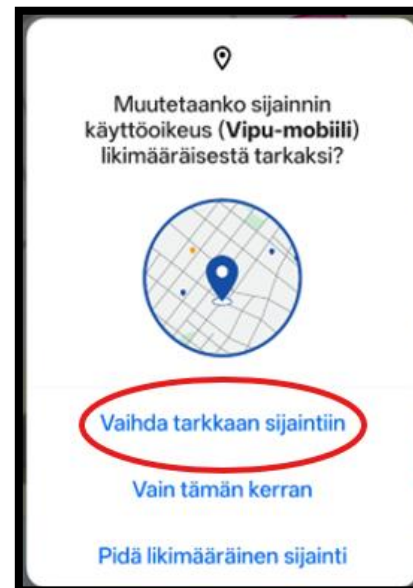 Muutetaanko sijainnin
käyttöoikeus (Vipu-mobiili)
likimääräisestä tarkaksi?
Vaihda tarkkaan sijaintiin
Vain tämän kerran
Pidä likimääräinen sijainti